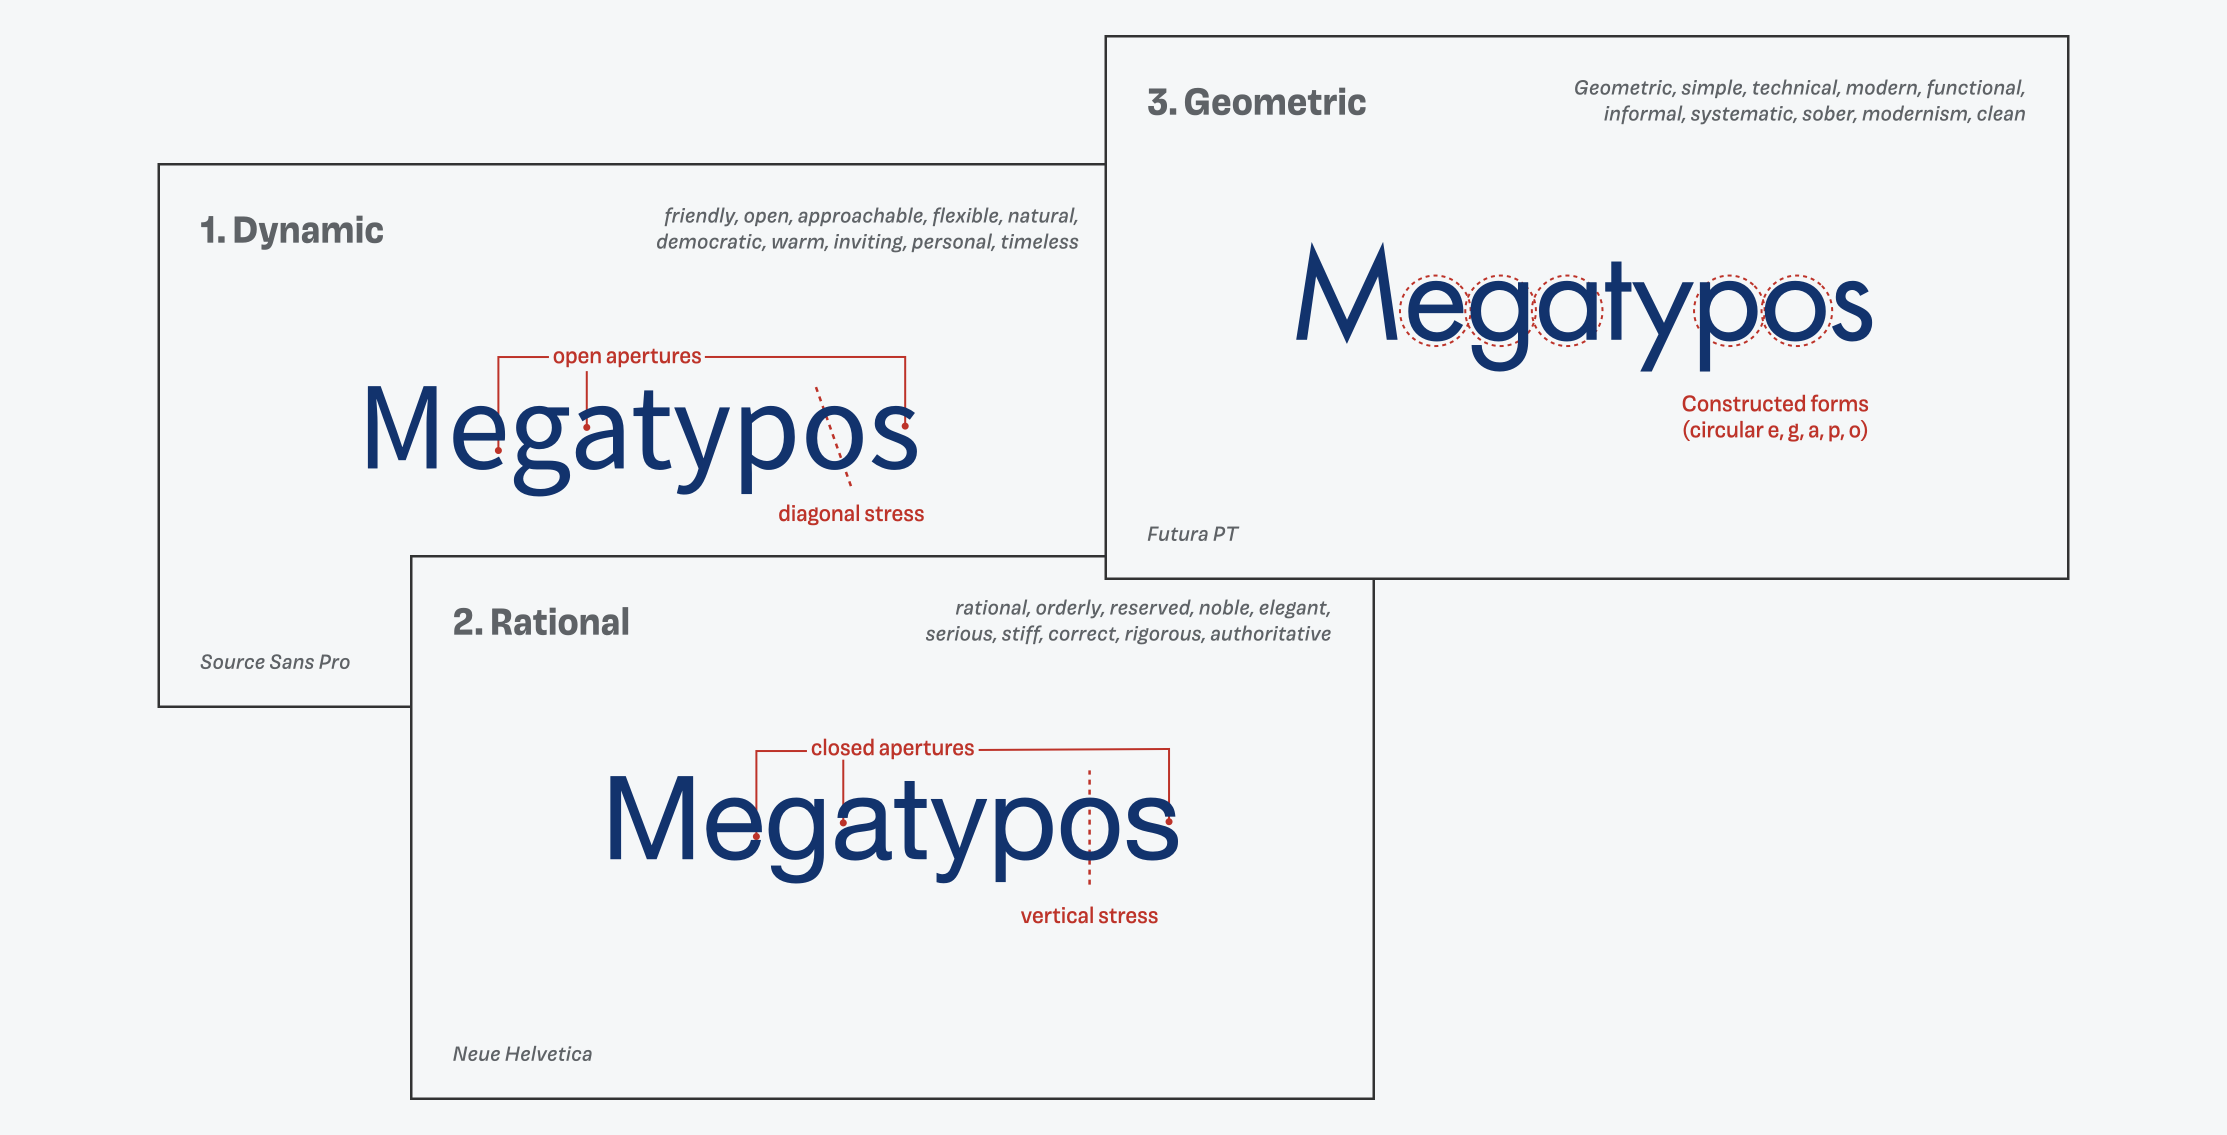 1. Dynamic
friendly, open, approachable, flexible, natural,
democratic, warm, inviting, personal, timeless
open apertures
Megatypos
diagonal stress
Source Sans Pro
2. Rational
rational, orderly, reserved, noble, elegant,
serious, stiff, correct, rigorous, authoritative
closed apertures
Megatypos
vertical stress
Neue Helvetica
3. Geometric
Geometric, simple, technical, modern, functional,
informal, systematic, sober, modernism, clean
Megatypos
Constructed forms
(circular e, g, a, p, o)
Futura PT